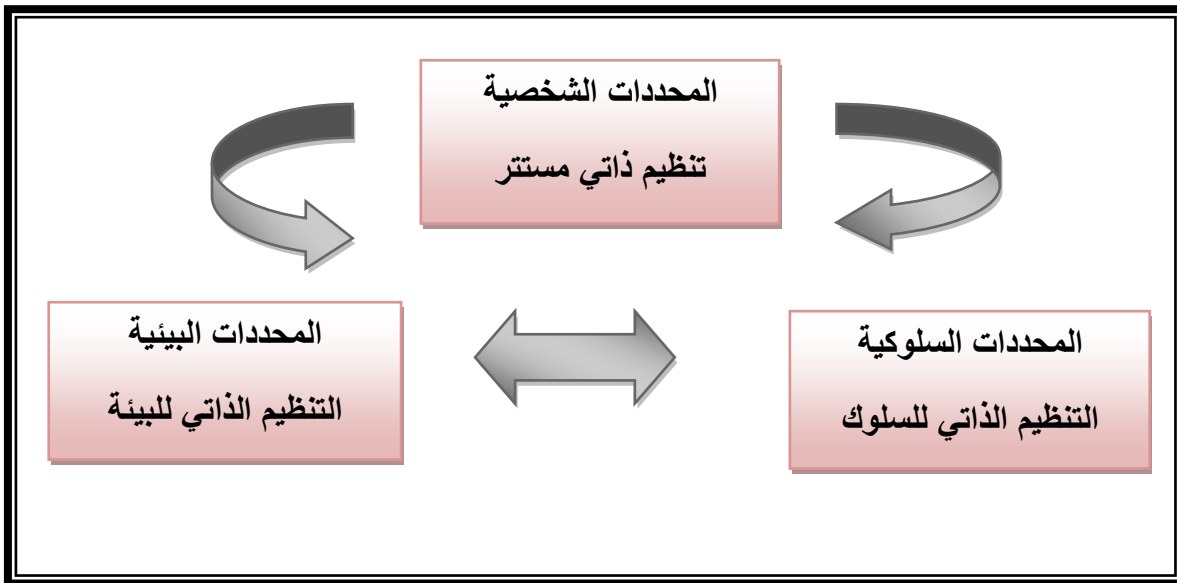 المحددات الشخصية
تنظيم ذاتي مستتر
المحددات السلوكية
التنظيم الذاتي للسلوك
المحددات البيئية
التنظيم الذاتي للبيئة